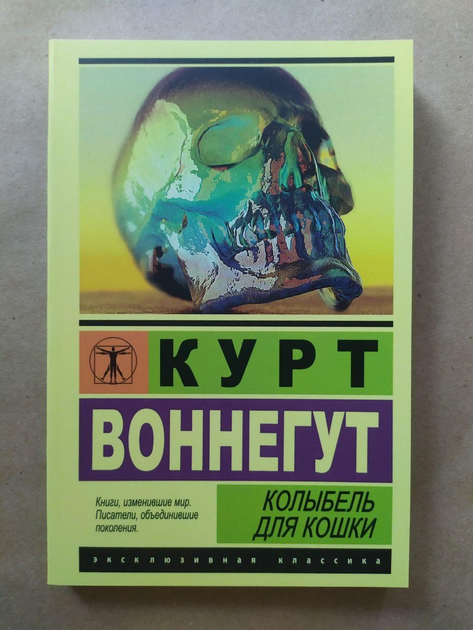 КУРТ
ВОННЕГУТ
Книги, изменившие мир.
Писатели, объединившие
поколения.
КОЛЫБЕЛЬ
ДЛЯ КОШКИ
эксклюзивная классика